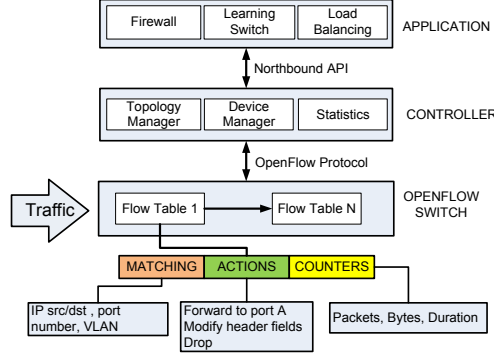 Firewall
Learning
Switch
Load
Balancing
APPLICATION
Northbound API
Topology
Manager
Device
Manager
Statistics
CONTROLLER
OpenFlow Protocol
Traffic
Flow Table 1
Flow Table N
OPENFLOW
SWITCH
MATCHING
ACTIONS
COUNTERS
IP src/dst , port
number, VLAN
Forward to port A
Modify header fields
Drop
Packets, Bytes, Duration